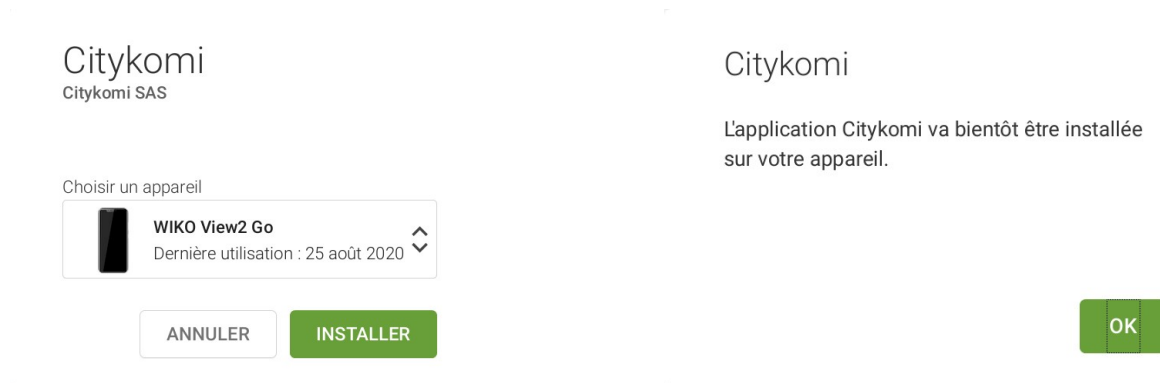 Citykomi
Citykomi SAS
Choisir un appareil
WIKO View2 Go
Dernière utilisation : 25 août 2020
ANNULER
INSTALLER
Citykomi
L'application Citykomi va bientôt être installée
sur votre appareil.
OK